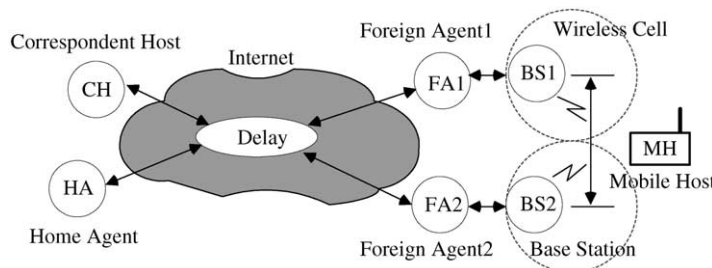 Correspondent Host
Foreign Agent1
Wireless Cell
Internet
CH
FA1
BS1
Delay
MH
Mobile Host
HA
FA2
BS2
Home Agent
Foreign Agent2
Base Station